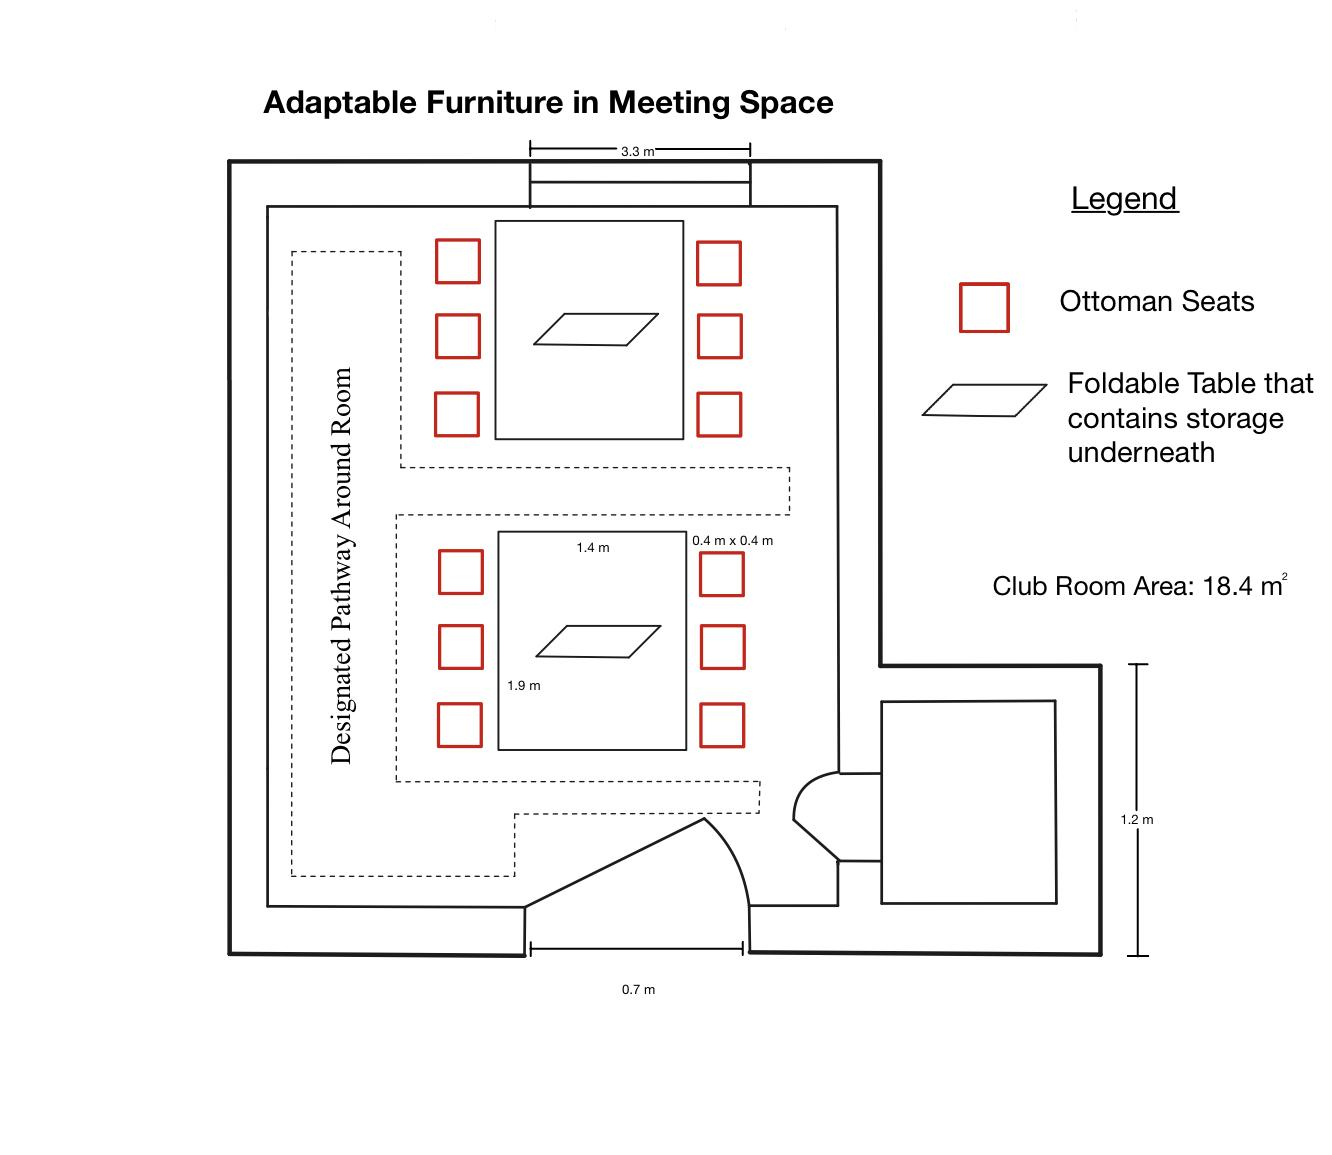 Adaptable Furniture in Meeting Space
3.3 m
Legend
Ottoman Seats
Foldable Table that
contains storage
underneath
Designated Pathway Around Room
1.4 m
0.4 m x 0.4 m
1.9 m
Club Room Area: 18.4 m²
1.2 m
0.7 m